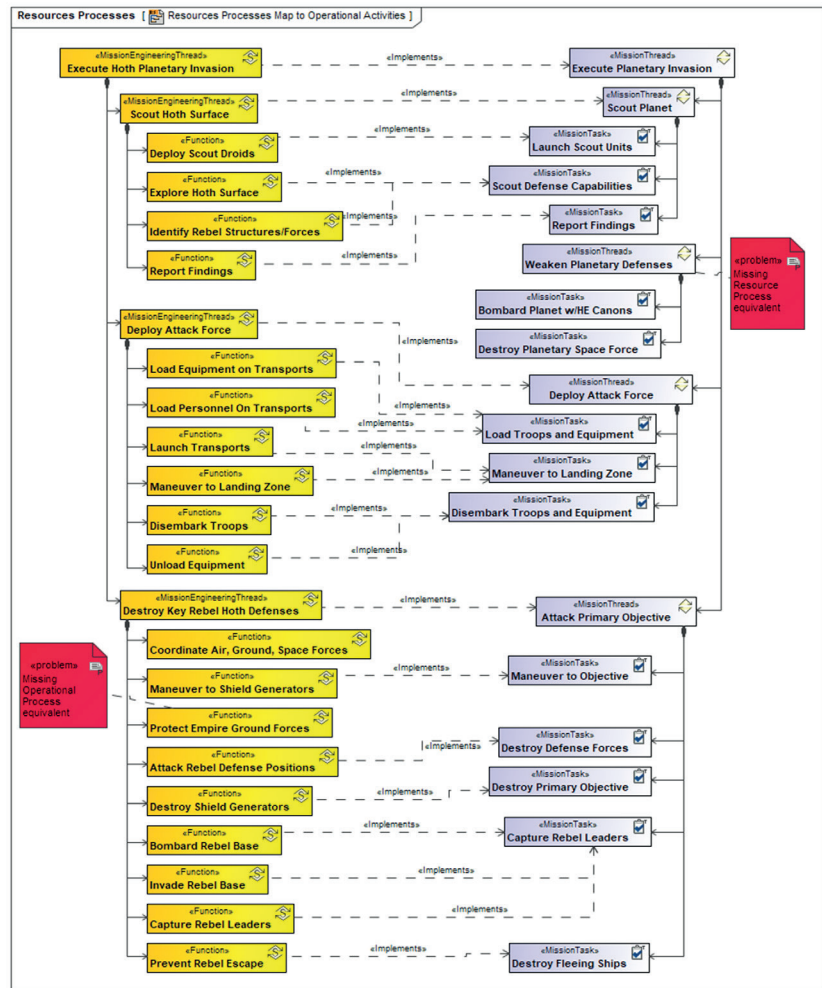 Resources Processes [ Resources Processes Map to Operational Activities ]
«MissionEngineeringThread»
Execute Hoth Planetary Invasion
«Implements»
«MissionThread»
Execute Planetary Invasion
«MissionEngineeringThread»
Scout Hoth Surface
«Implements»
«MissionThread»
Scout Planet
«Function»
Deploy Scout Droids
«Implements»
«MissionTask»
Launch Scout Units
«Function»
Explore Hoth Surface
«Implements»
«MissionTask»
Scout Defense Capabilities
«Function»
Identify Rebel Structures/Forces
«Implements»
«MissionTask»
Report Findings
«Function»
Report Findings
«Implements»
«MissionThread»
Weaken Planetary Defenses
«problem»
Missing
Resource
Process
equivalent
«MissionTask»
Bombard Planet w/HE Canons
«MissionTask»
Destroy Planetary Space Force
«MissionEngineeringThread»
Deploy Attack Force
«Implements»
«MissionThread»
Deploy Attack Force
«Function»
Load Equipment on Transports
«Implements»
«Function»
Load Personnel On Transports
«Implements»
«MissionTask»
Load Troops and Equipment
«Function»
Launch Transports
«Implements»
«MissionTask»
Maneuver to Landing Zone
«Function»
Maneuver to Landing Zone
«Implements»
«Function»
Disembark Troops
«Implements»
«MissionTask»
Disembark Troops and Equipment
«Function»
Unload Equipment
«Implements»
«MissionEngineeringThread»
Destroy Key Rebel Hoth Defenses
«Implements»
«MissionThread»
Attack Primary Objective
«Function»
Coordinate Air, Ground, Space Forces
«problem»
Missing
Operational
Process
equivalent
«Function»
Maneuver to Shield Generators
«Implements»
«MissionTask»
Maneuver to Objective
«Function»
Protect Empire Ground Forces
«Function»
Attack Rebel Defense Positions
«Implements»
«MissionTask»
Destroy Defense Forces
«Function»
Destroy Shield Generators
«Implements»
«MissionTask»
Destroy Primary Objective
«Function»
Bombard Rebel Base
«Implements»
«MissionTask»
Capture Rebel Leaders
«Function»
Invade Rebel Base
«Implements»
«Function»
Capture Rebel Leaders
«Implements»
«Function»
Prevent Rebel Escape
«Implements»
«MissionTask»
Destroy Fleeing Ships